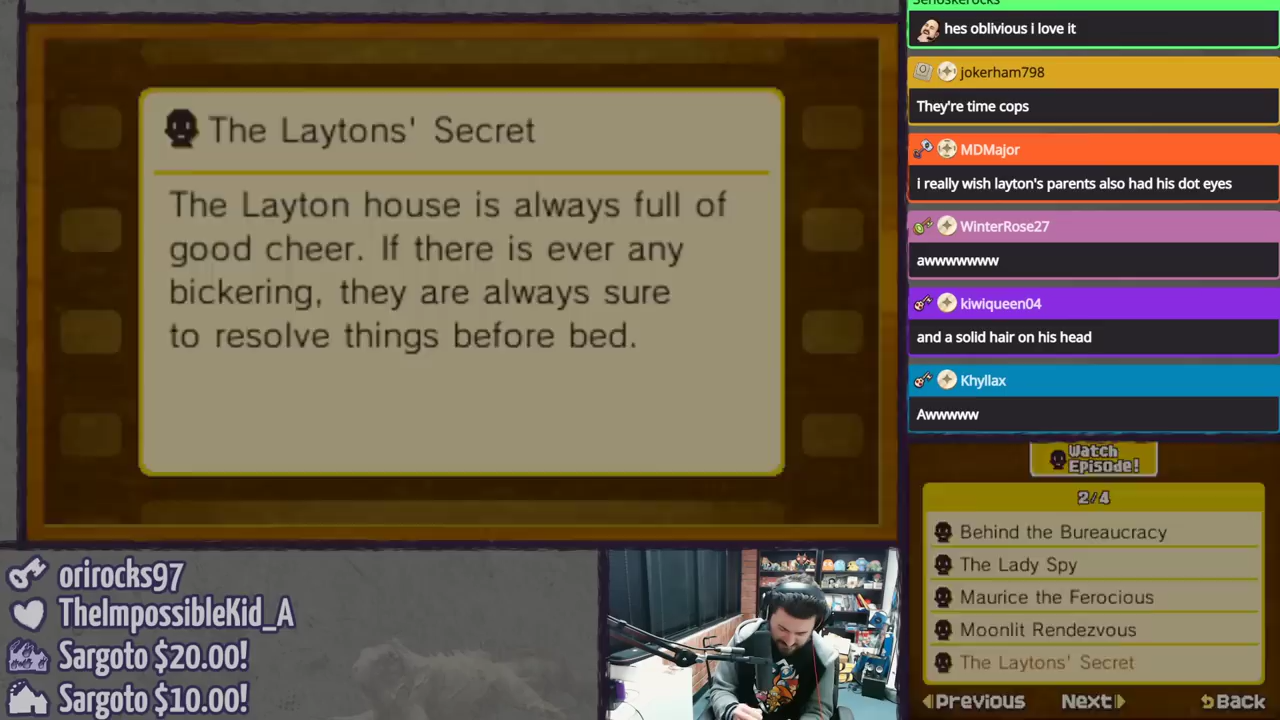 The Laytons' Secret
The Layton house is always full of
good cheer. If there is ever any
bickering, they are always sure
to resolve things before bed.
hes oblivious i love it
jokerham798
They're time cops
MDMajor
i really wish layton's parents also had his dot eyes
WinterRose27
awwwwwww
kiwiqueen04
and a solid hair on his head
Khyllax
Awwwww
Watch
Episode!
2/4
Behind the Bureaucracy
The Lady Spy
Maurice the Ferocious
Moonlit Rendezvous
The Laytons' Secret
Previous
Next
Back
orirocks97
TheImpossibleKid_A
Sargoto $20.00!
Sargoto $10.00!